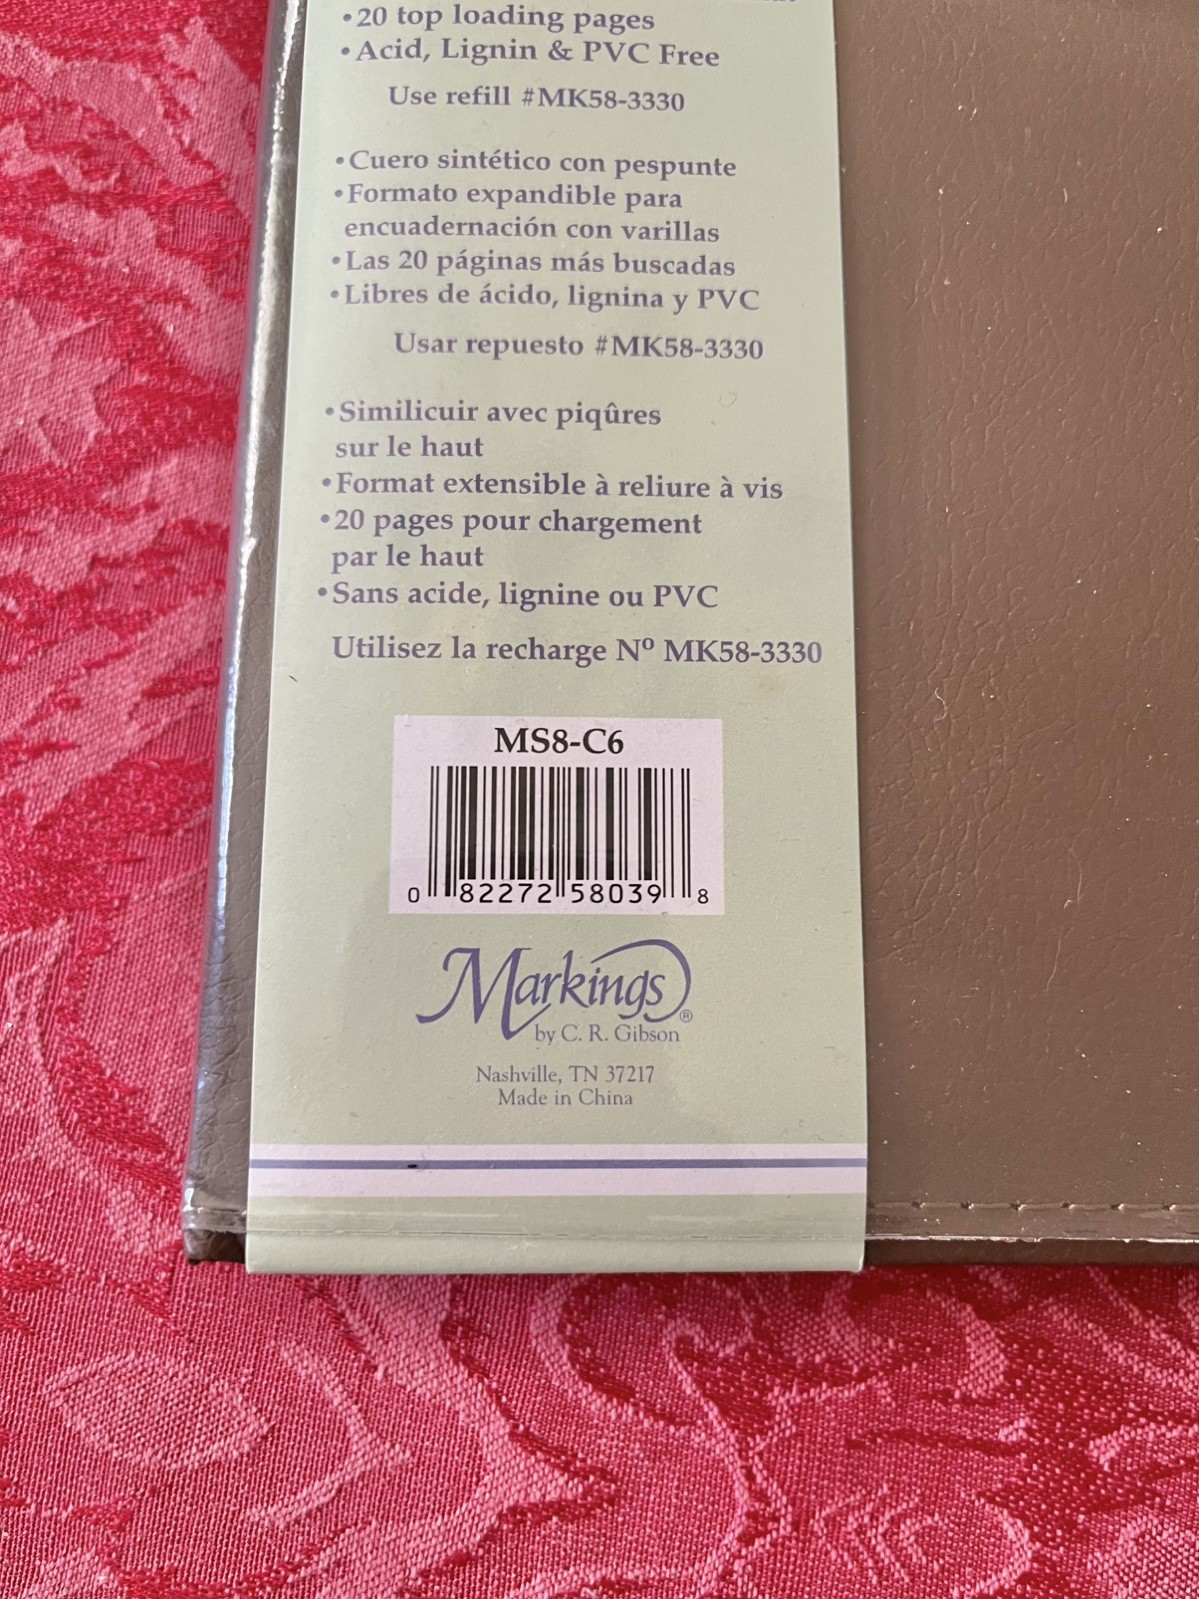 •20 top loading pages
•Acid, Lignin & PVC Free
Use refill #MK58-3330
•Cuero sintético con pespunte
•Formato expandible para
encuadernación con varillas
•Las 20 páginas más buscadas
•Libres de ácido, lignina y PVC
Usar repuesto #MK58-3330
•Similicuir avec piqûres
sur le haut
•Format extensible à reliure à vis
•20 pages pour chargement
par le haut
•Sans acide, lignine ou PVC
Utilisez la recharge Nº MK58-3330
MS8-C6
0 82272 58039 8
Markings®
by C. R. Gibson
Nashville, TN 37217
Made in China